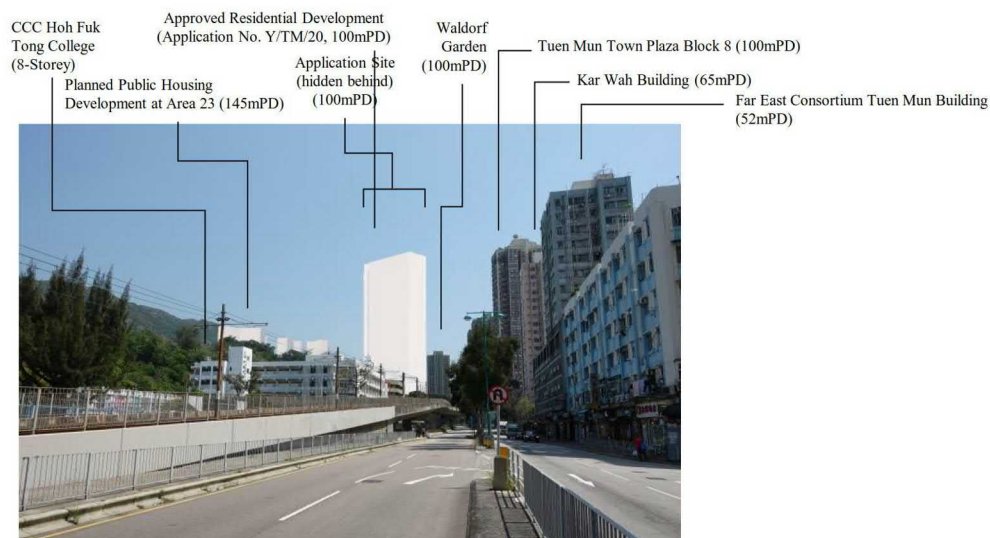 CCC Hoh Fuk
Tong College
(8-Storey)
Planned Public Housing
Development at Area 23 (145mPD)
Approved Residential Development
(Application No. Y/TM/20, 100mPD)
Application Site
(hidden behind)
(100mPD)
Waldorf
Garden
(100mPD)
Tuen Mun Town Plaza Block 8 (100mPD)
Kar Wah Building (65mPD)
Far East Consortium Tuen Mun Building
(52mPD)